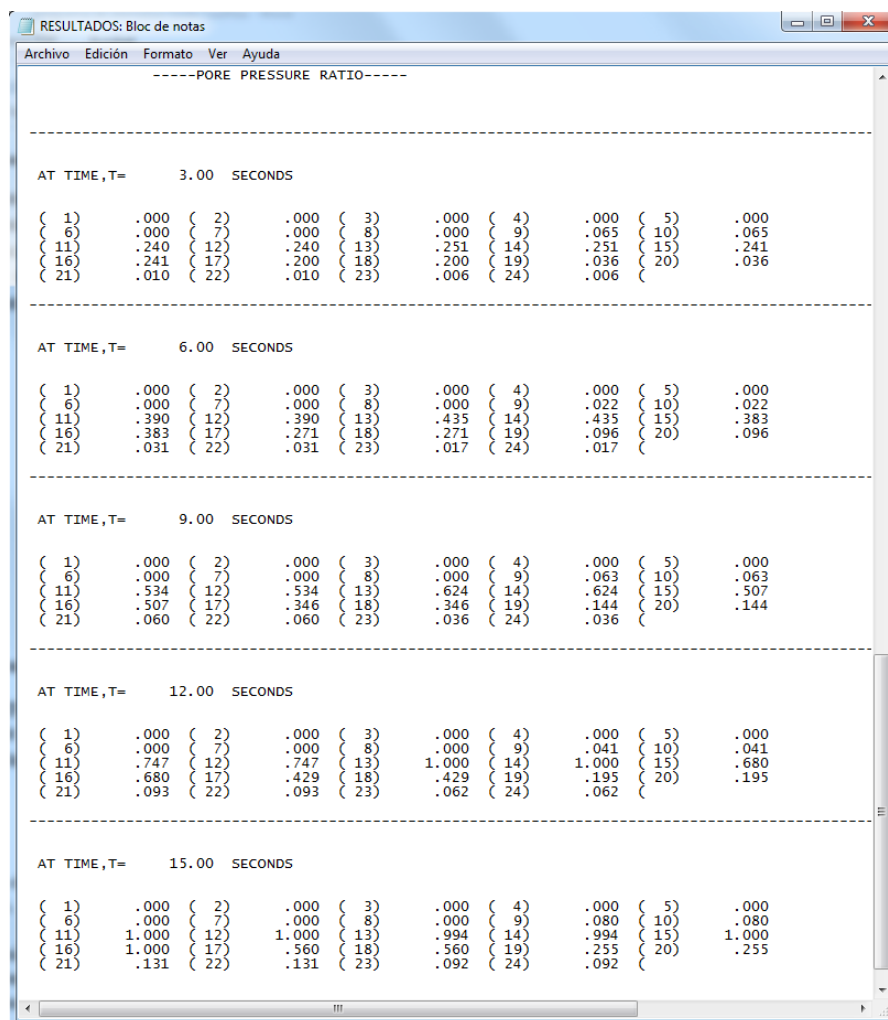 RESULTADOS: Bloc de notas
Archivo Edición Formato Ver Ayuda
-----PORE PRESSURE RATIO-----
AT TIME,T= 3.00 SECONDS
( 1) .000 ( 2) .000 ( 3) .000 ( 4) .000 ( 5) .000
( 6) .000 ( 7) .000 ( 8) .000 ( 9) .065 ( 10) .065
( 11) .240 ( 12) .240 ( 13) .251 ( 14) .251 ( 15) .241
( 16) .241 ( 17) .200 ( 18) .200 ( 19) .036 ( 20) .036
( 21) .010 ( 22) .010 ( 23) .006 ( 24) .006 (
AT TIME,T= 6.00 SECONDS
( 1) .000 ( 2) .000 ( 3) .000 ( 4) .000 ( 5) .000
( 6) .000 ( 7) .000 ( 8) .000 ( 9) .022 ( 10) .022
( 11) .390 ( 12) .390 ( 13) .435 ( 14) .435 ( 15) .383
( 16) .383 ( 17) .271 ( 18) .271 ( 19) .096 ( 20) .096
( 21) .031 ( 22) .031 ( 23) .017 ( 24) .017 (
AT TIME,T= 9.00 SECONDS
( 1) .000 ( 2) .000 ( 3) .000 ( 4) .000 ( 5) .000
( 6) .000 ( 7) .000 ( 8) .000 ( 9) .063 ( 10) .063
( 11) .534 ( 12) .534 ( 13) .624 ( 14) .624 ( 15) .507
( 16) .507 ( 17) .346 ( 18) .346 ( 19) .144 ( 20) .144
( 21) .060 ( 22) .060 ( 23) .036 ( 24) .036 (
AT TIME,T= 12.00 SECONDS
( 1) .000 ( 2) .000 ( 3) .000 ( 4) .000 ( 5) .000
( 6) .000 ( 7) .000 ( 8) .000 ( 9) .041 ( 10) .041
( 11) .747 ( 12) .747 ( 13) 1.000 ( 14) 1.000 ( 15) .680
( 16) .680 ( 17) .429 ( 18) .429 ( 19) .195 ( 20) .195
( 21) .093 ( 22) .093 ( 23) .062 ( 24) .062 (
AT TIME,T= 15.00 SECONDS
( 1) .000 ( 2) .000 ( 3) .000 ( 4) .000 ( 5) .000
( 6) .000 ( 7) .000 ( 8) .000 ( 9) .080 ( 10) .080
( 11) 1.000 ( 12) 1.000 ( 13) .994 ( 14) .994 ( 15) 1.000
( 16) 1.000 ( 17) .560 ( 18) .560 ( 19) .255 ( 20) .255
( 21) .131 ( 22) .131 ( 23) .092 ( 24) .092 (